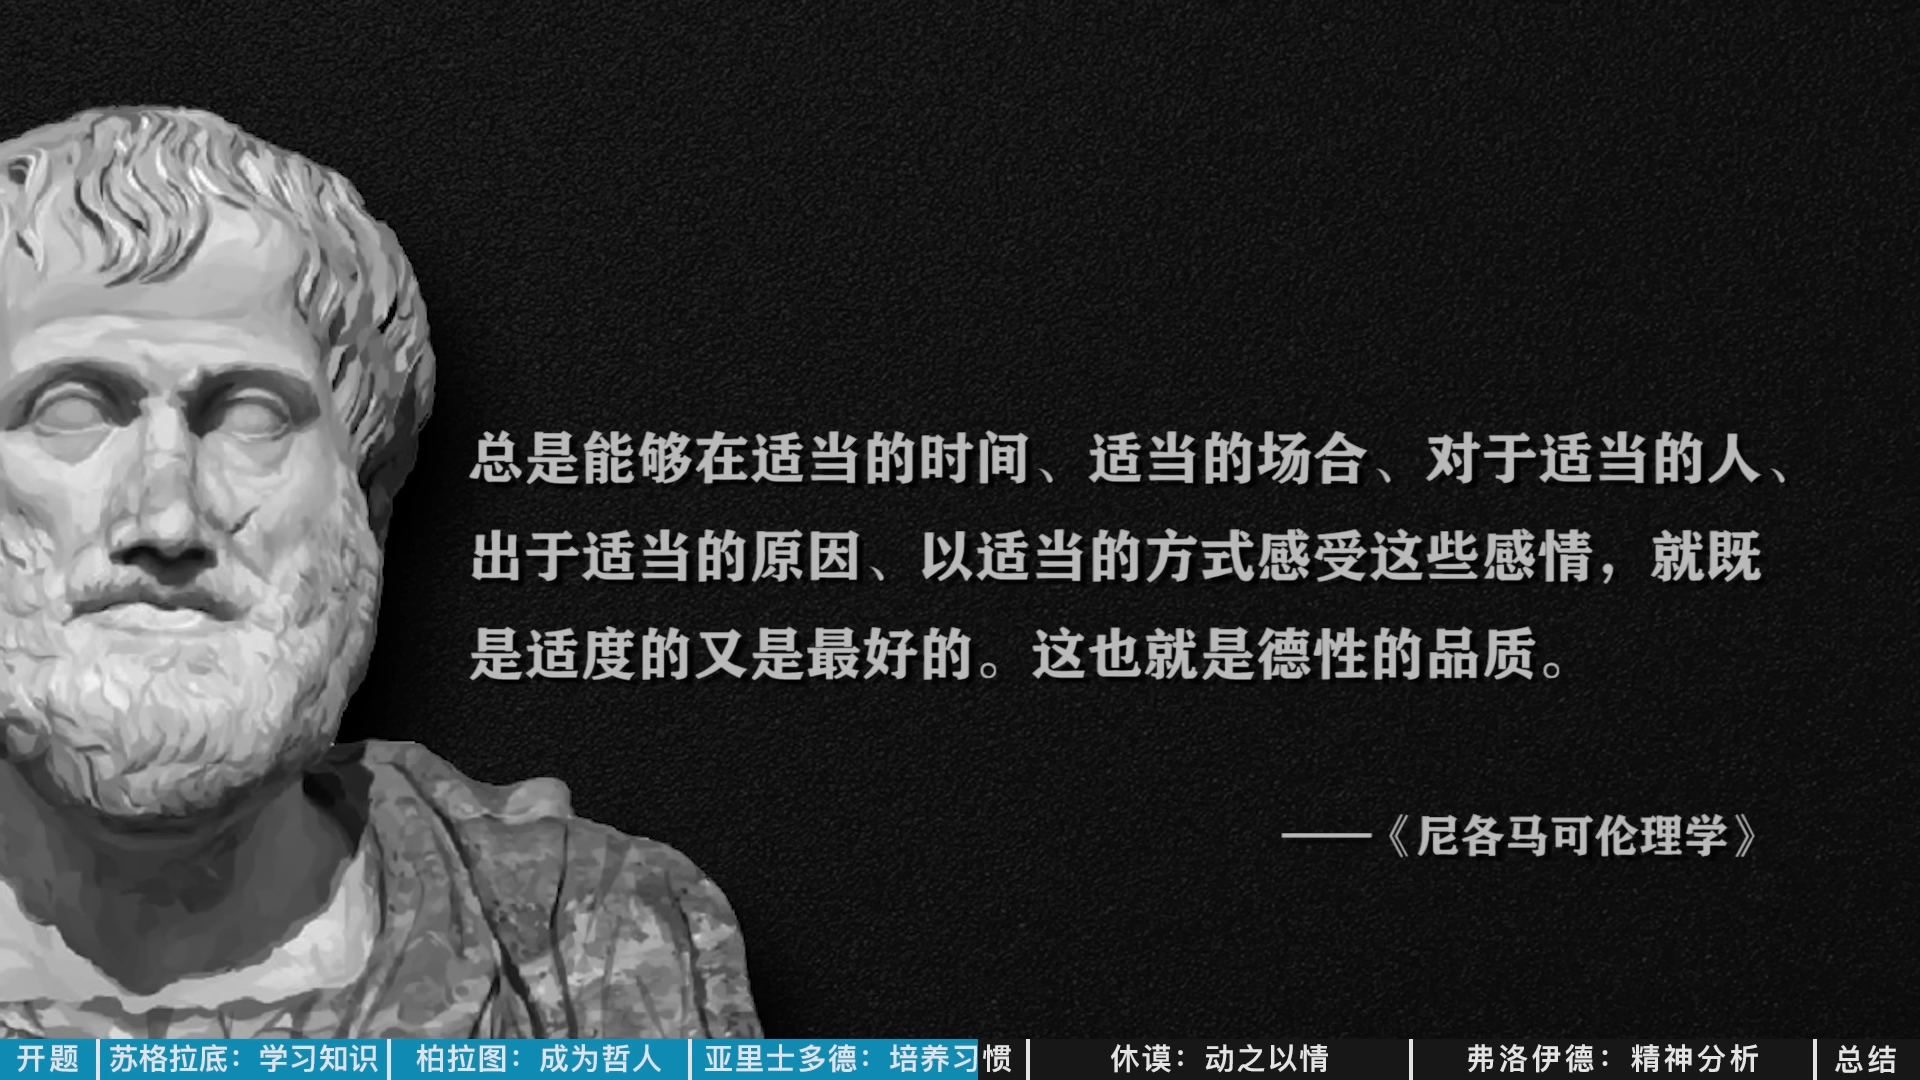 总是能够在适当的时间、适当的场合、对于适当的人、
出于适当的原因、以适当的方式感受这些感情，就既
是适度的又是最好的。这也就是德性的品质。
——《尼各马可伦理学》
开题
苏格拉底：学习知识
柏拉图：成为哲人
亚里士多德：培养习惯
休谟：动之以情
弗洛伊德：精神分析
总结